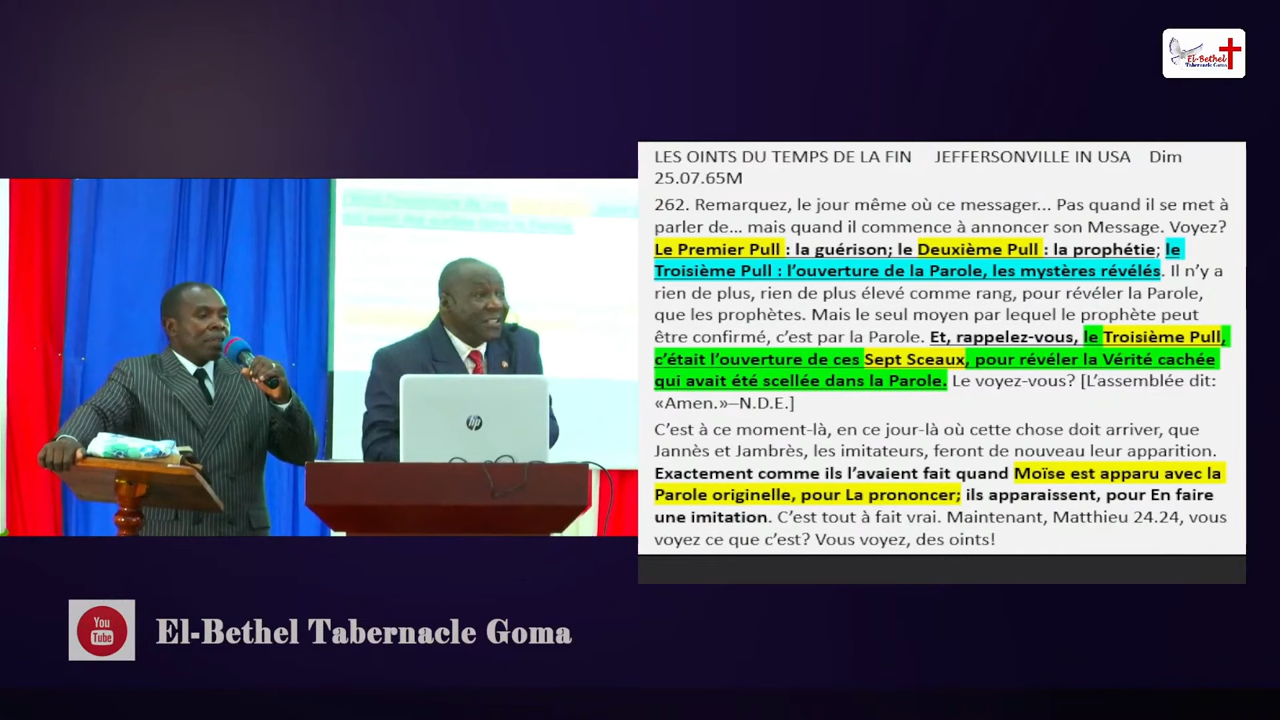 El-Bethel
Tabernacle Goma
LES OINTS DU TEMPS DE LA FIN JEFFERSONVILLE IN USA Dim
25.07.65M
262. Remarquez, le jour même où ce messager... Pas quand il se met à
parler de... mais quand il commence à annoncer son Message. Voyez?
Le Premier Pull : la guérison; le Deuxième Pull : la prophétie; le
Troisième Pull : l’ouverture de la Parole, les mystères révélés. Il n’y a
rien de plus, rien de plus élevé comme rang, pour révéler la Parole,
que les prophètes. Mais le seul moyen par lequel le prophète peut
être confirmé, c’est par la Parole. Et, rappelez-vous, le Troisième Pull,
c’était l’ouverture de ces Sept Sceaux, pour révéler la Vérité cachée
qui avait été scellée dans la Parole. Le voyez-vous? [L’assemblée dit:
«Amen.»–N.D.E.]
C’est à ce moment-là, en ce jour-là où cette chose doit arriver, que
Jannès et Jambrès, les imitateurs, feront de nouveau leur apparition.
Exactement comme ils l’avaient fait quand Moïse est apparu avec la
Parole originelle, pour La prononcer; ils apparaissent, pour En faire
une imitation. C’est tout à fait vrai. Maintenant, Matthieu 24.24, vous
voyez ce que c’est? Vous voyez, des oints!
hp
You
Tube
El-Bethel Tabernacle Goma